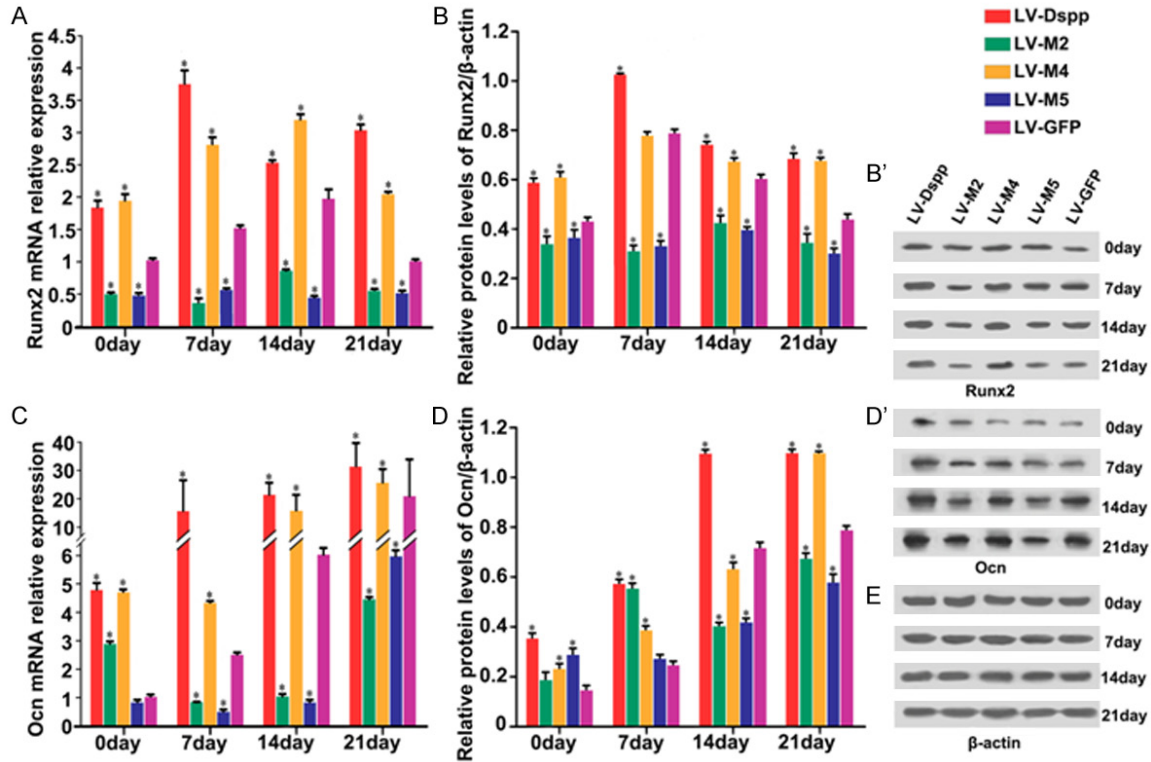 A
Runx2 mRNA relative expression
4.5
4
3.5
3
2.5
2
1.5
1
0.5
0
0day 7day 14day 21day
B
Relative protein levels of Runx2/β-actin
1.2
1.0
0.8
0.6
0.4
0.2
0
0day 7day 14day 21day
LV-Dspp
LV-M2
LV-M4
LV-M5
LV-GFP
B'
LV-Dspp LV-M2 LV-M4 LV-M5 LV-GFP
0day
7day
14day
21day
Runx2
C
Ocn mRNA relative expression
40
30
20
10
6
5
4
3
2
1
0
0day 7day 14day 21day
D
Relative protein levels of Ocn/β-actin
1.2
1.0
0.8
0.6
0.4
0.2
0
0day 7day 14day 21day
D'
0day
7day
14day
21day
Ocn
E
0day
7day
14day
21day
β-actin